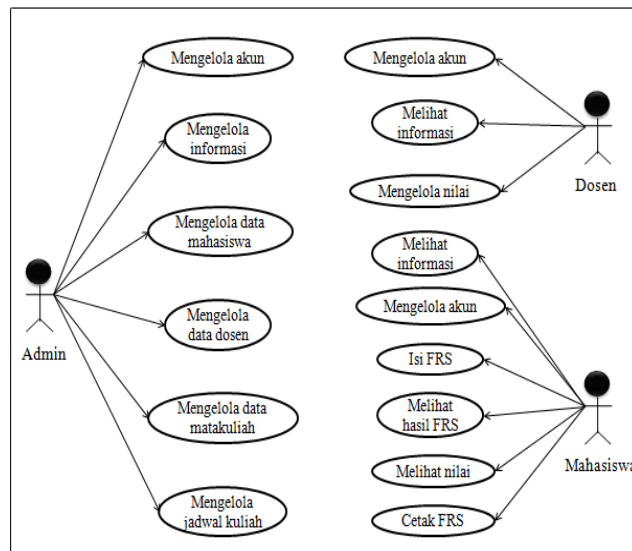 Mengelola akun
Mengelola
informasi
Mengelola data
mahasiswa
Mengelola
data dosen
Mengelola data
matakuliah
Mengelola
jadwal kuliah
Admin
Mengelola akun
Melihat
informasi
Mengelola nilai
Dosen
Melihat
informasi
Mengelola akun
Isi FRS
Melihat
hasil FRS
Melihat nilai
Cetak FRS
Mahasiswa